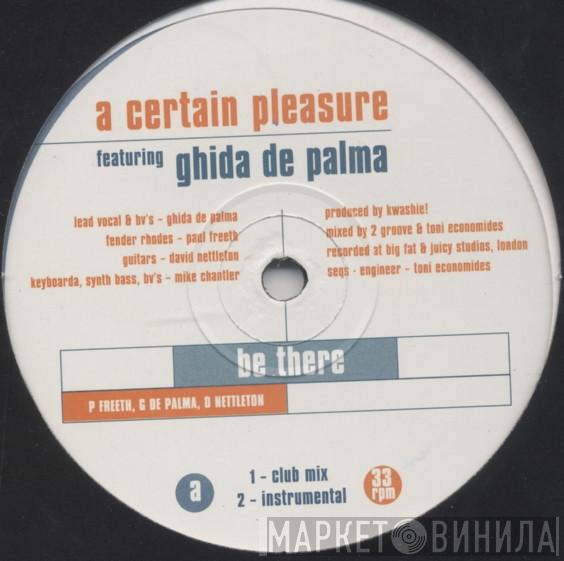 a certain pleasure
featuring ghida de palma
lead vocal & bv's - ghida de palma
fender rhodes - paul freeth
guitars - david nettleton
keyboarda, synth bass, bv's - mike chantler
produced by kwashie!
mixed by 2 groove & toni economides
recorded at big fat & juicy studios, london
seqs - engineer - toni economides
be there
P FREETH, G DE PALMA, D NETTLETON
a
1 - club mix
2 - instrumental
33
rpm
МАРКЕТ ВИНИЛА